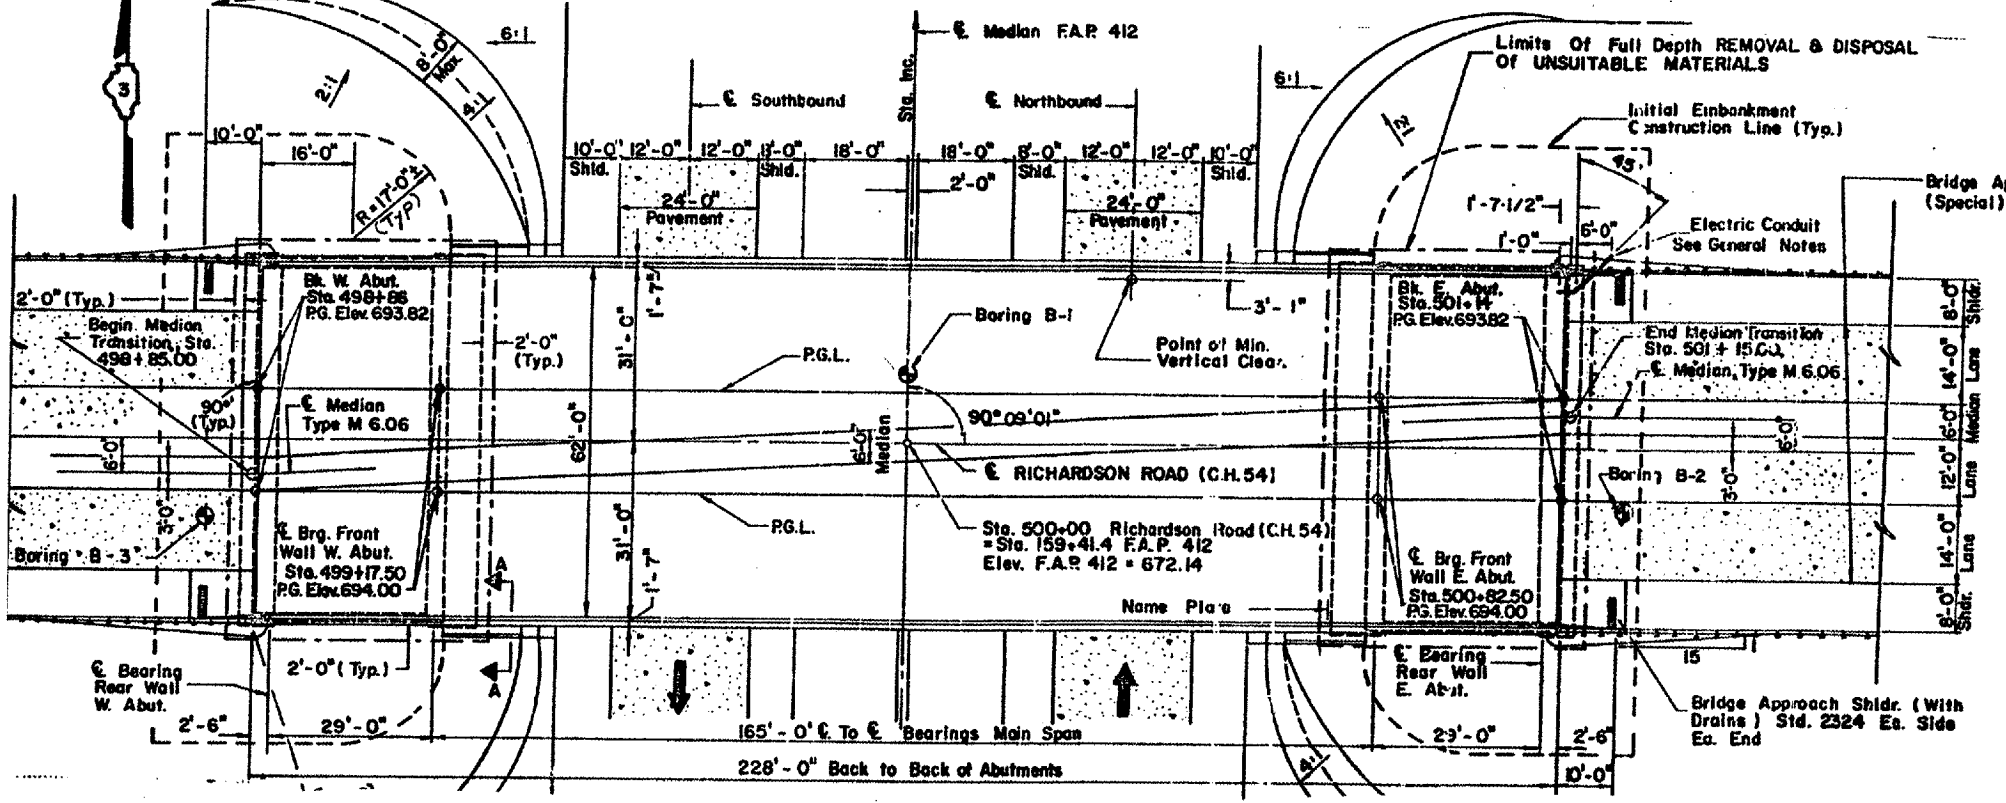 6:1
8'-0"
Max.
4:1
2:1
3
℄ Median F.A.P. 412
Sta. Inc.
℄ Southbound
℄ Northbound
6:1
2:1
Limits Of Full Depth REMOVAL & DISPOSAL
Of UNSUITABLE MATERIALS
Initial Embankment
Construction Line (Typ.)
10'-0"
16'-0"
R=17'-0"±
(TYP)
10'-0" 12'-0" 12'-0"
Shld.
Shld.
18'-0"
18'-0" 8'-0" 12'-0" 12'-0" 10'-0"
Shld.
Shld.
2'-0"
24'-0"
Pavement
24'-0"
Pavement
45°
1'-7-1/2"
1'-0"
6'-0"
Bridge
(Special)
Electric Conduit
See General Notes
2'-0" (Typ.)
Begin Median
Transition, Sta.
498+85.00
Bk. W. Abut.
Sta. 498+86
P.G. Elev. 693.82
2'-0"
(Typ.)
1'-7"
31'-0"
62'-0"
Boring B-1
P.G.L.
Point of Min.
Vertical Clear.
3'-1"
Bk. E. Abut.
Sta. 501+14
P.G. Elev. 693.82
End Median Transition
Sta. 501+15.00
℄ Median, Type M 6.06
90°
(Typ.)
℄ Median
Type M 6.06
6'-0"
3'-0"
90° 09' 01"
6'-0"
Median
℄ RICHARDSON ROAD (C.H. 54)
6'-0"
3'-0"
Boring B-2
8'-0"
Shldr.
14'-0"
Lane
6'-0"
Median
12'-0"
Lane
14'-0"
Lane
8'-0"
Shldr.
Boring B-3
℄ Brg. Front
Wall W. Abut.
Sta. 499+17.50
P.G. Elev. 694.00
A
A
31'-0"
1'-7"
P.G.L.
Sta. 500+00 Richardson Road (C.H. 54)
= Sta. 159+41.4 F.A.P. 412
Elev. F.A.P. 412 = 672.14
℄ Brg. Front
Wall E. Abut.
Sta. 500+82.50
P.G. Elev. 694.00
Name Plate
℄ Bearing
Rear Wall
W. Abut.
2'-0" (Typ.)
℄ Bearing
Rear Wall
E. Abut.
15
Bridge Approach Shldr. (With
Drains) Std. 2324 Ea. Side
Ea. End
2'-6"
29'-0"
165'-0" ℄ To ℄ Bearings Main Span
29'-0"
2'-6"
228'-0" Back to Back of Abutments
4:1
10'-0"